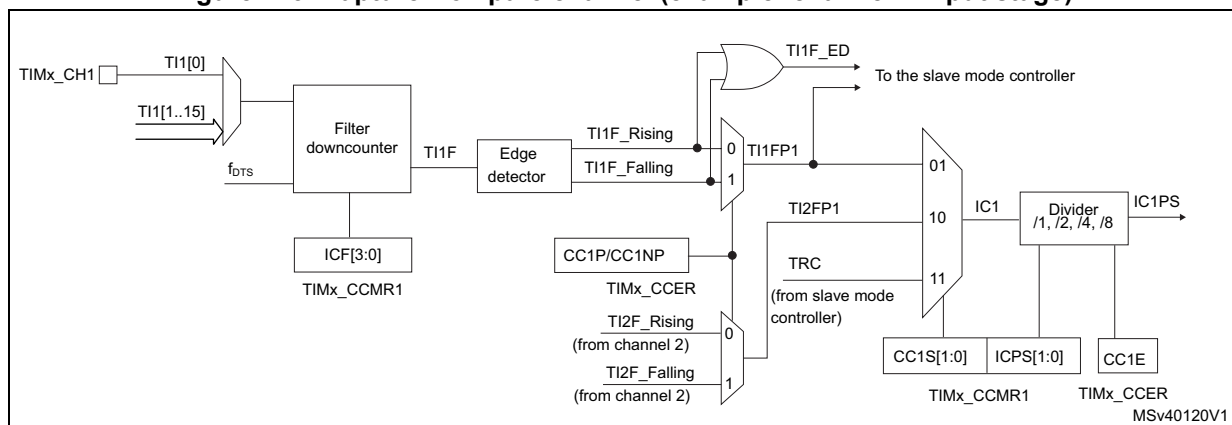 TI1F_ED
To the slave mode controller
TIMx_CH1
TI1[0]
TI1[1..15]
fDTS
Filter
downcounter
ICF[3:0]
TIMx_CCMR1
TI1F
Edge
detector
TI1F_Rising
TI1F_Falling
0
1
TI1FP1
01
TI2FP1
10
TRC
11
(from slave mode
controller)
IC1
Divider
/1, /2, /4, /8
IC1PS
CC1P/CC1NP
TIMx_CCER
TI2F_Rising
(from channel 2)
0
TI2F_Falling
(from channel 2)
1
CC1S[1:0]
ICPS[1:0]
TIMx_CCMR1
CC1E
TIMx_CCER
MSv40120V1